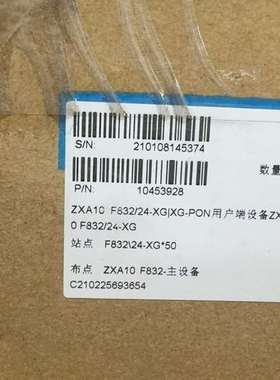 S/N: 210108145374
数量
P/N: 10453928
ZXA10 F832/24-XG|XG-PON用户端设备ZX
0 F832/24-XG
站点 F832\24-XG*50
布点 ZXA10 F832-主设备
C210225693654